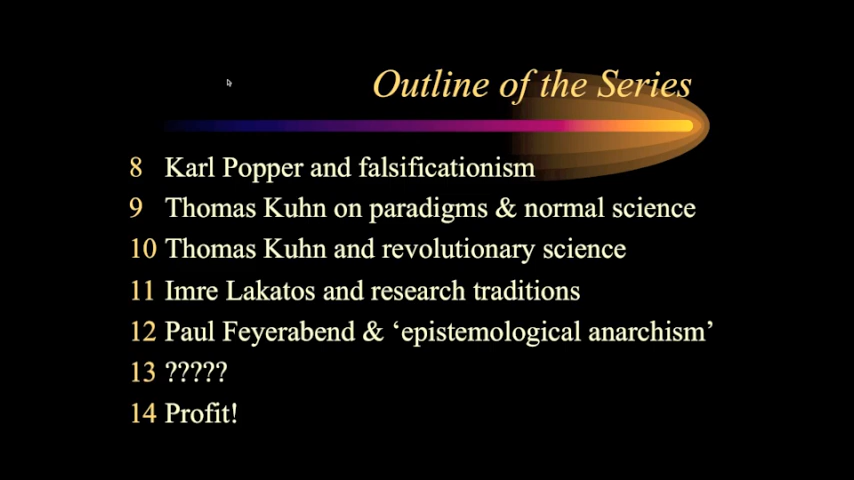 Outline of the Series
8 Karl Popper and falsificationism
9 Thomas Kuhn on paradigms & normal science
10 Thomas Kuhn and revolutionary science
11 Imre Lakatos and research traditions
12 Paul Feyerabend & ‘epistemological anarchism’
13 ?????
14 Profit!